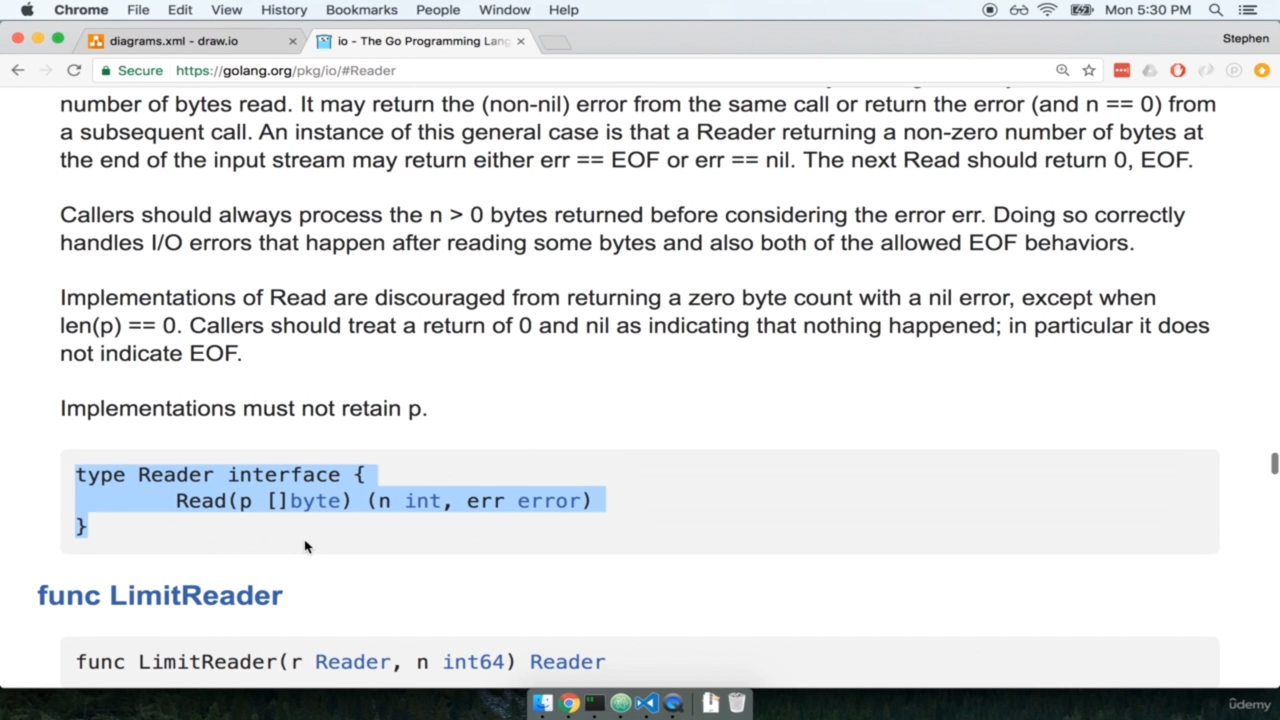 Chrome File Edit View History Bookmarks People Window Help Mon 5:30 PM
diagrams.xml - draw.io io - The Go Programming Lang Stephen
Secure https://golang.org/pkg/io/#Reader
number of bytes read. It may return the (non-nil) error from the same call or return the error (and n == 0) from
a subsequent call. An instance of this general case is that a Reader returning a non-zero number of bytes at
the end of the input stream may return either err == EOF or err == nil. The next Read should return 0, EOF.
Callers should always process the n > 0 bytes returned before considering the error err. Doing so correctly
handles I/O errors that happen after reading some bytes and also both of the allowed EOF behaviors.
Implementations of Read are discouraged from returning a zero byte count with a nil error, except when
len(p) == 0. Callers should treat a return of 0 and nil as indicating that nothing happened; in particular it does
not indicate EOF.
Implementations must not retain p.
type Reader interface {
Read(p []byte) (n int, err error)
}
func LimitReader
func LimitReader(r Reader, n int64) Reader
ûdemy